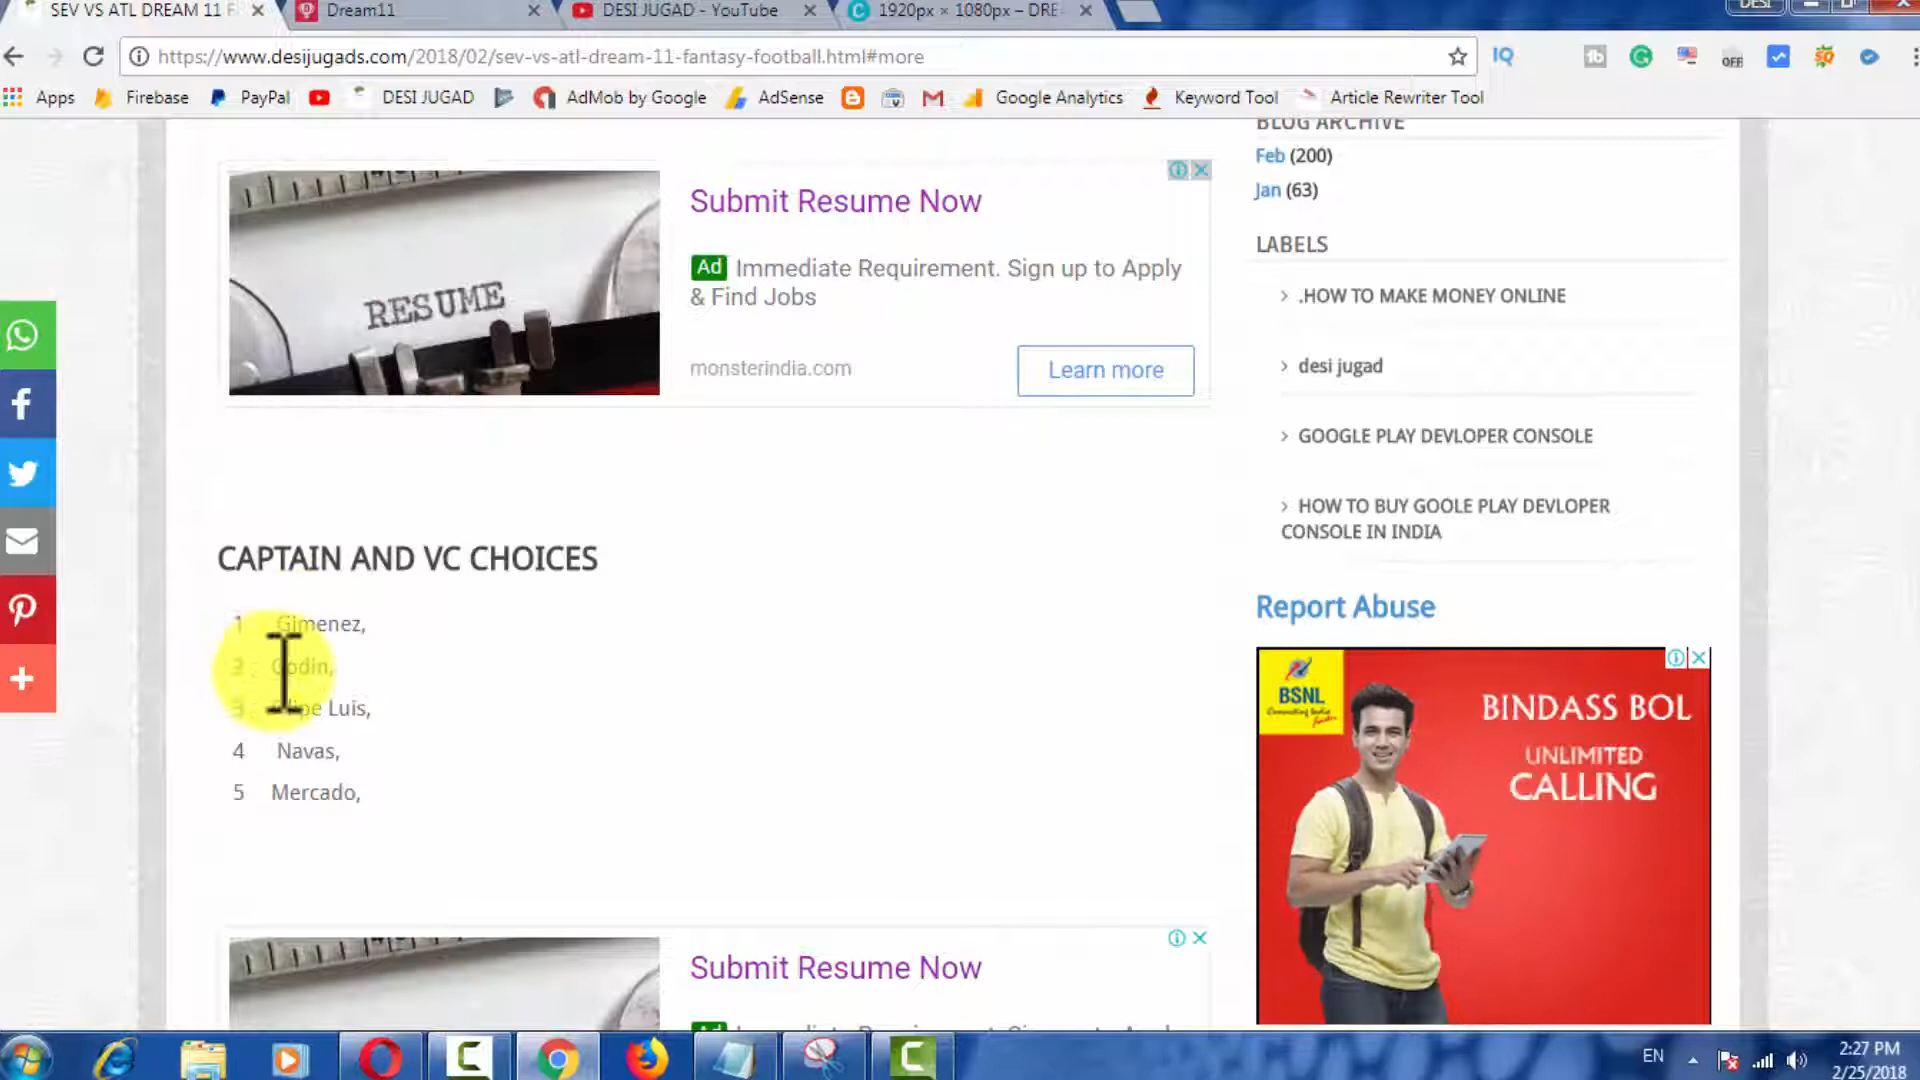 SEV VS ATL DREAM 11 F
Dream11
DESI JUGAD - YouTube
1920px × 1080px – DRE
DESI
https://www.desijugads.com/2018/02/sev-vs-atl-dream-11-fantasy-football.html#more
IQ
OFF
Apps
Firebase
PayPal
DESI JUGAD
AdMob by Google
AdSense
Google Analytics
Keyword Tool
Article Rewriter Tool
BLOG ARCHIVE
Feb (200)
Jan (63)
LABELS
.HOW TO MAKE MONEY ONLINE
desi jugad
GOOGLE PLAY DEVLOPER CONSOLE
HOW TO BUY GOOLE PLAY DEVLOPER
CONSOLE IN INDIA
Report Abuse
RESUME
Submit Resume Now
Ad Immediate Requirement. Sign up to Apply
& Find Jobs
monsterindia.com
Learn more
CAPTAIN AND VC CHOICES
1 Gimenez,
2 Godin,
3 Filipe Luis,
4 Navas,
5 Mercado,
BSNL
BINDASS BOL
UNLIMITED
CALLING
Submit Resume Now
EN
2:27 PM
2/25/2018